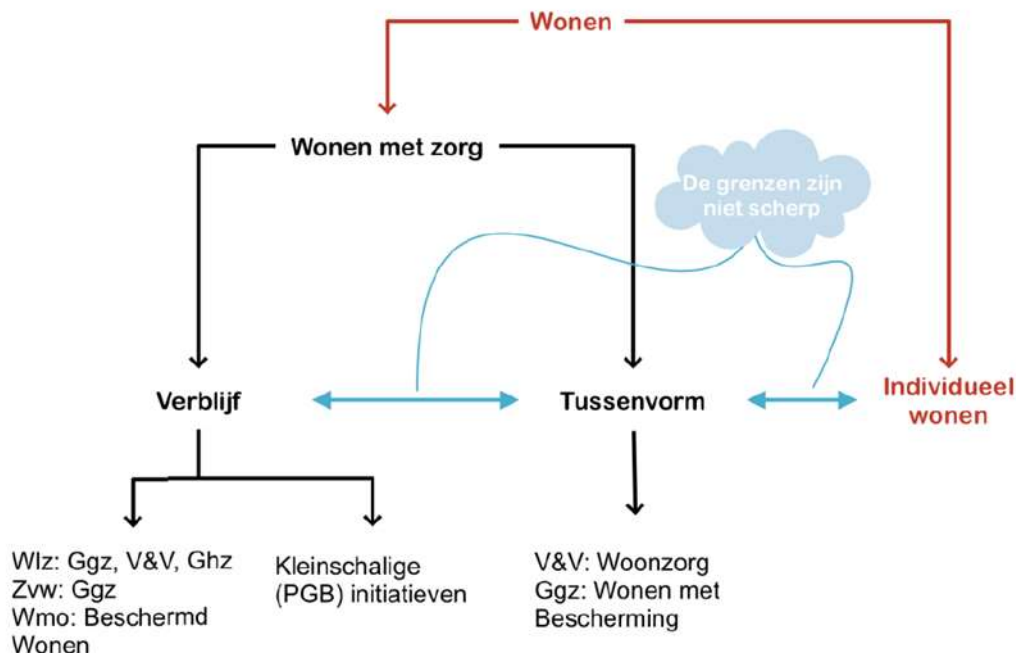 Wonen
Wonen met zorg
De grenzen zijn
niet scherp
Verblijf
Tussenvorm
Individueel
wonen
Wlz: Ggz, V&V, Ghz
Zvw: Ggz
Wmo: Beschermd
Wonen
Kleinschalige
(PGB) initiatieven
V&V: Woonzorg
Ggz: Wonen met
Bescherming